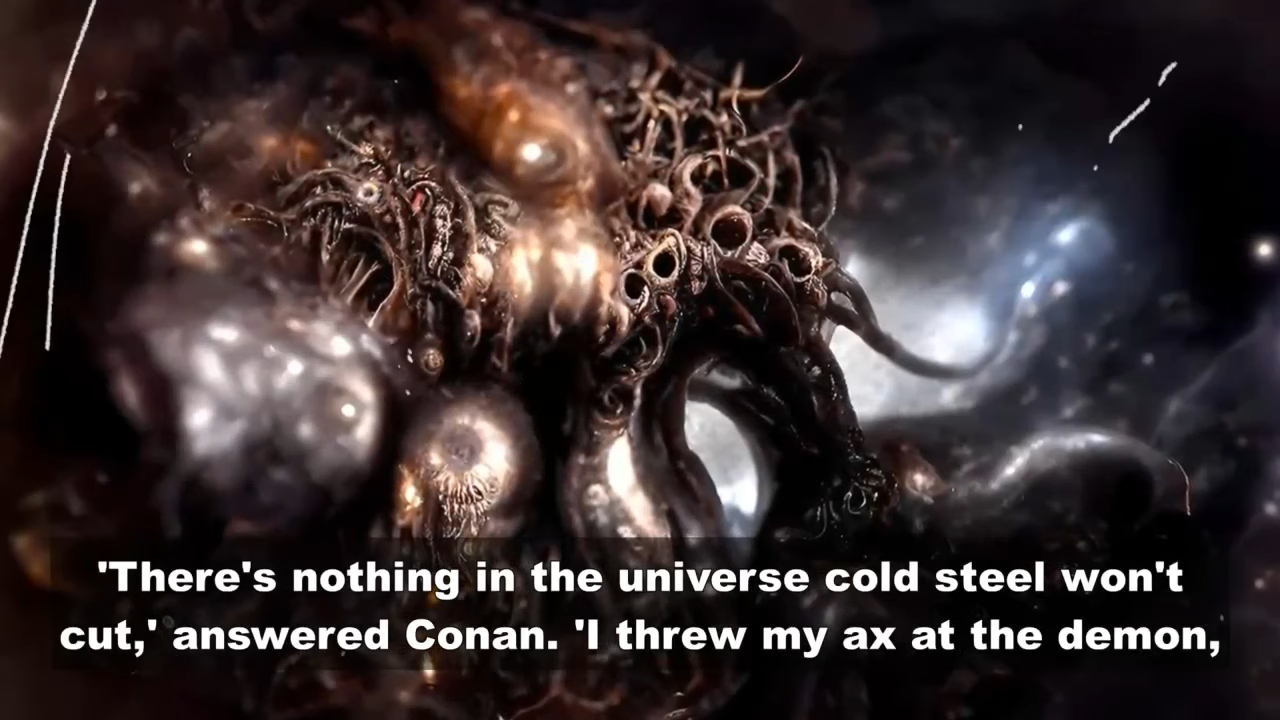 'There's nothing in the universe cold steel won't
cut,' answered Conan. 'I threw my ax at the demon,